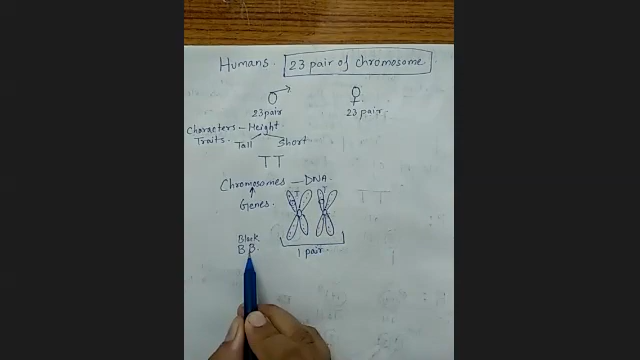 Humans. 23 pair of chromosome
23 pair
23 pair.
Characters - Height
Traits.
Tall
Short
TT
Chromosomes - DNA.
Genes.
T T
Black
BB.
1 pair.